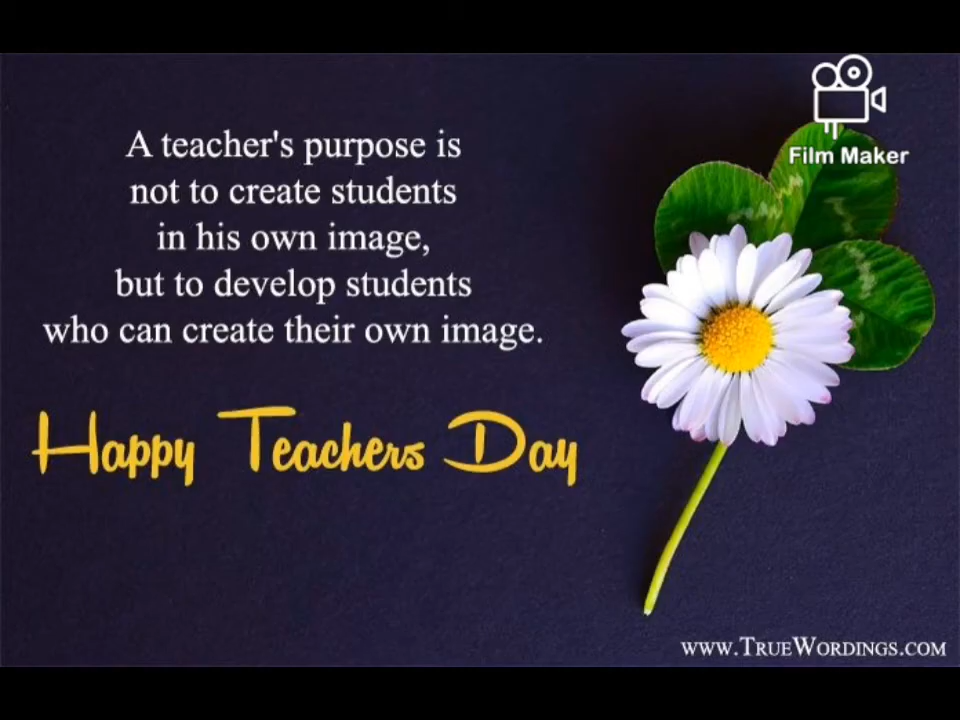 Film Maker
A teacher's purpose is
not to create students
in his own image,
but to develop students
who can create their own image.
Happy Teachers Day
www.TrueWordings.com